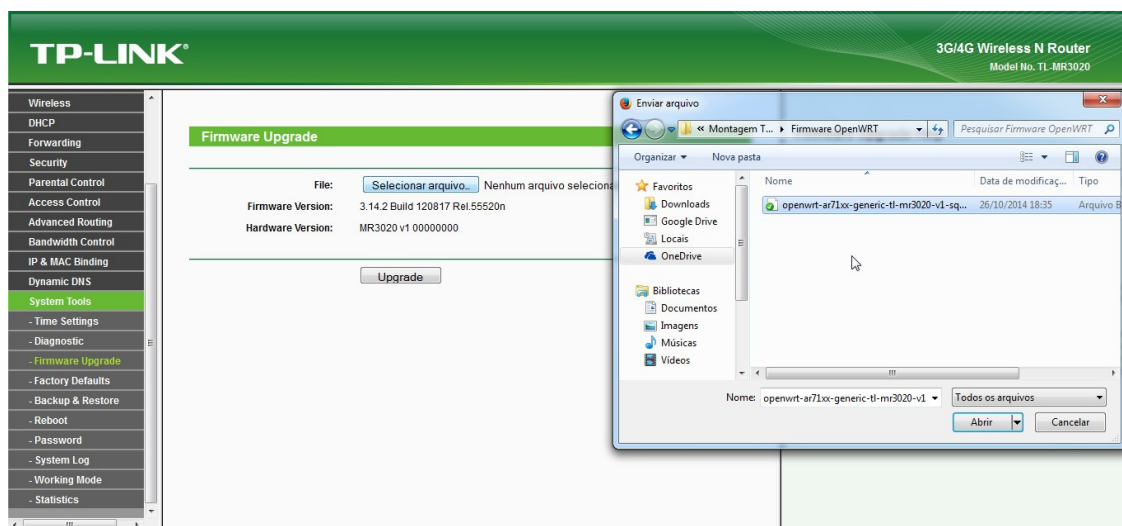 TP-LINK®
3G/4G Wireless N Router
Model No. TL-MR3020
Wireless
DHCP
Forwarding
Security
Parental Control
Access Control
Advanced Routing
Bandwidth Control
IP & MAC Binding
Dynamic DNS
System Tools
- Time Settings
- Diagnostic
- Firmware Upgrade
- Factory Defaults
- Backup & Restore
- Reboot
- Password
- System Log
- Working Mode
- Statistics
Firmware Upgrade
File: Selecionar arquivo... Nenhum arquivo seleciona
Firmware Version: 3.14.2 Build 120817 Rel.55520n
Hardware Version: MR3020 v1 00000000
Upgrade
Enviar arquivo
« Montagem T... Firmware OpenWRT
Pesquisar Firmware OpenWRT
Organizar Nova pasta
Favoritos
Downloads
Google Drive
Locais
OneDrive
Bibliotecas
Documentos
Imagens
Músicas
Vídeos
Nome Data de modificaç... Tipo
openwrt-ar71xx-generic-tl-mr3020-v1-sq... 26/10/2014 18:35 Arquivo B
Nome: openwrt-ar71xx-generic-tl-mr3020-v1 Todos os arquivos
Abrir Cancelar